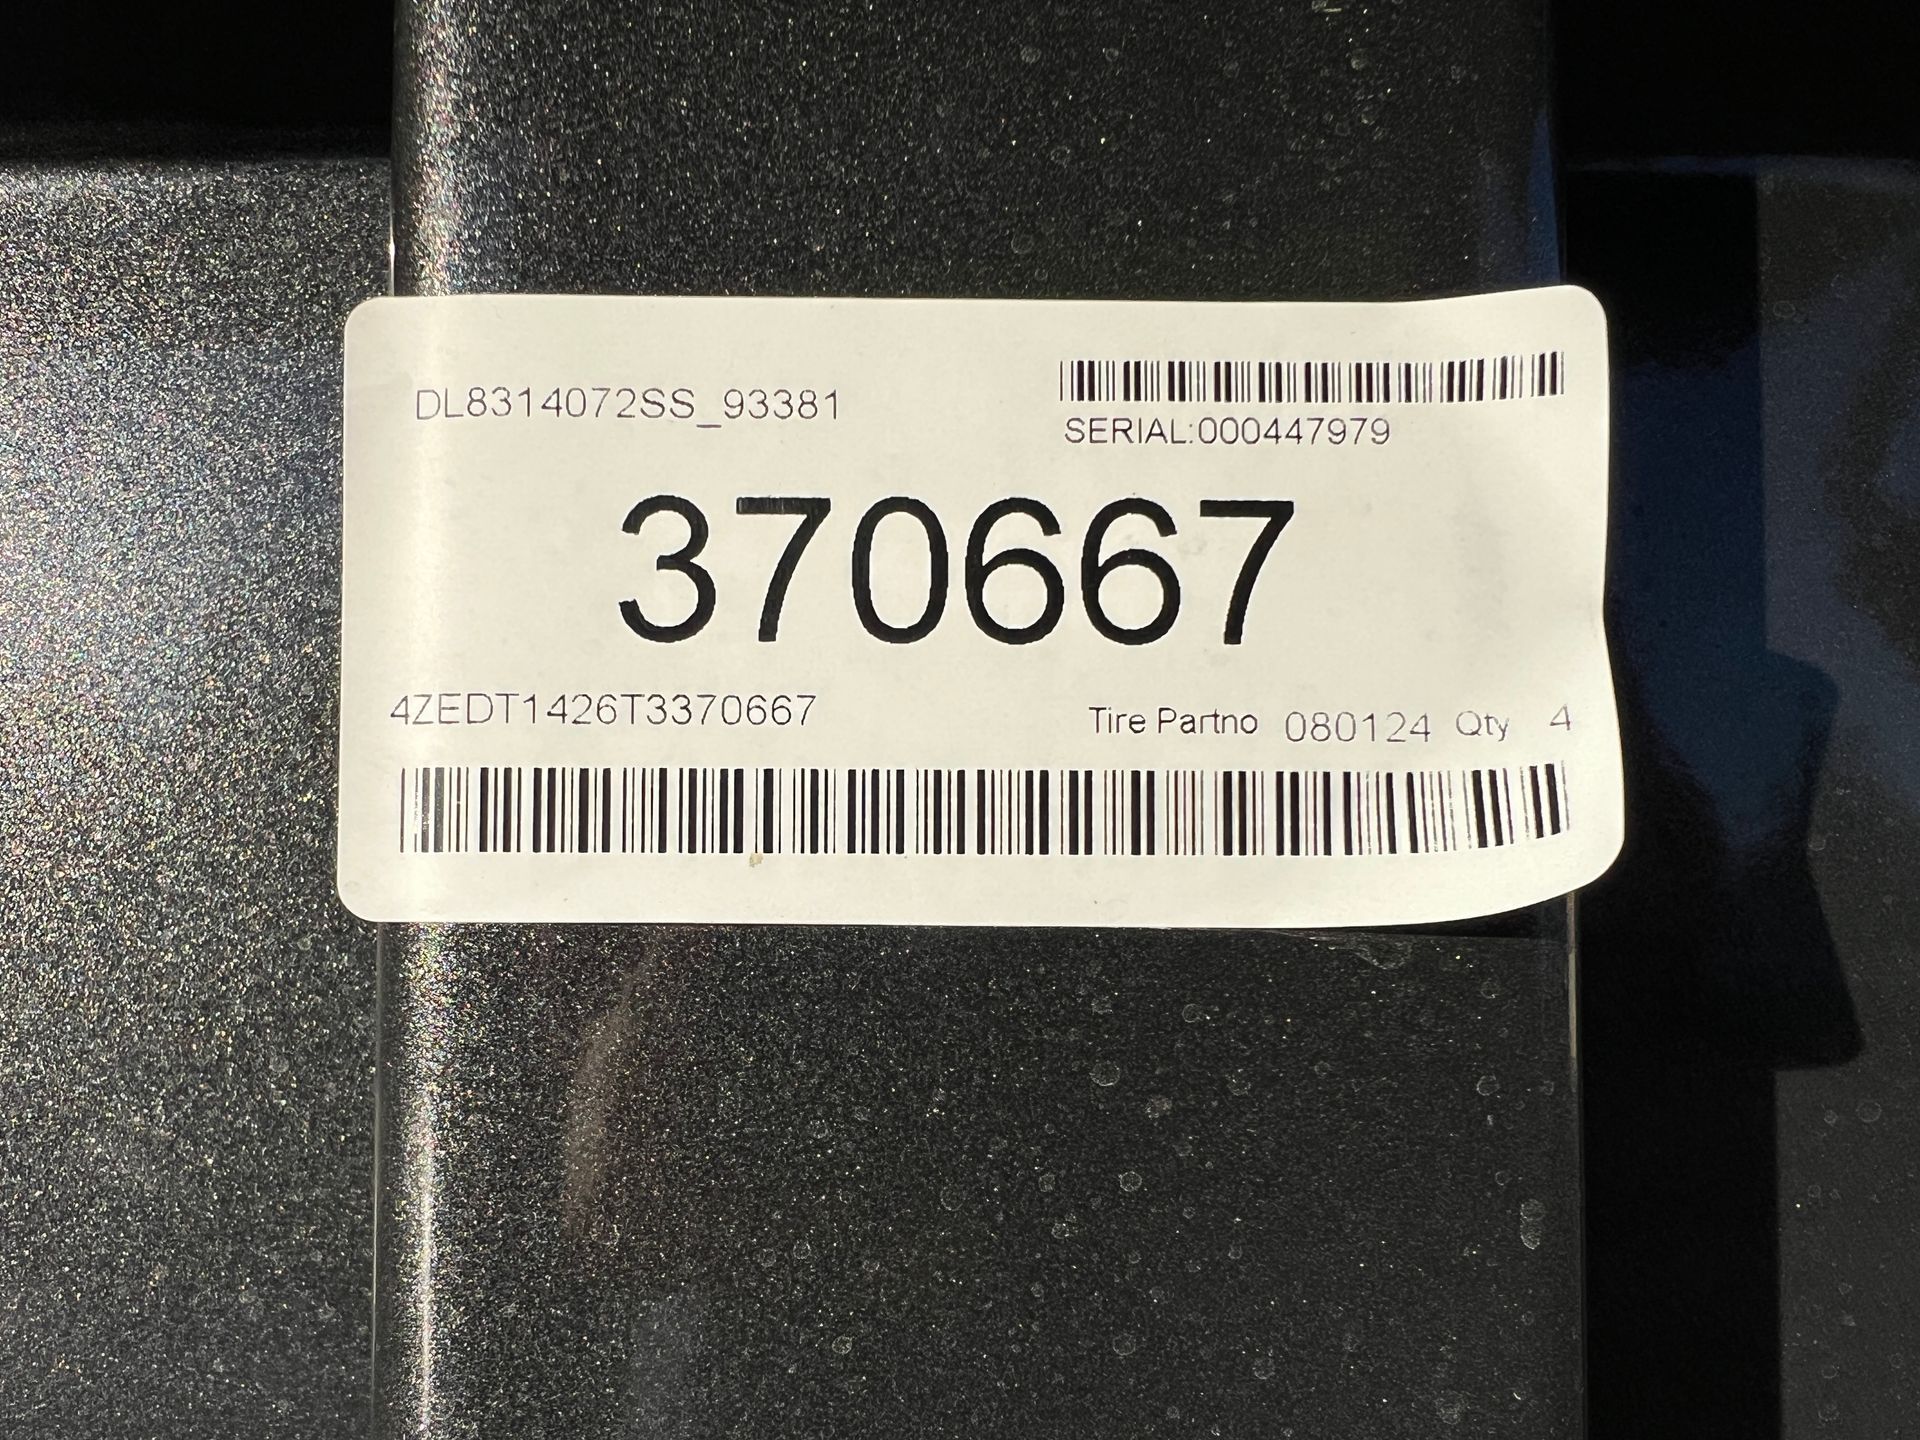 DL8314072SS_93381
SERIAL:000447979
370667
4ZEDT1426T3370667
Tire Partno 080124 Qty 4